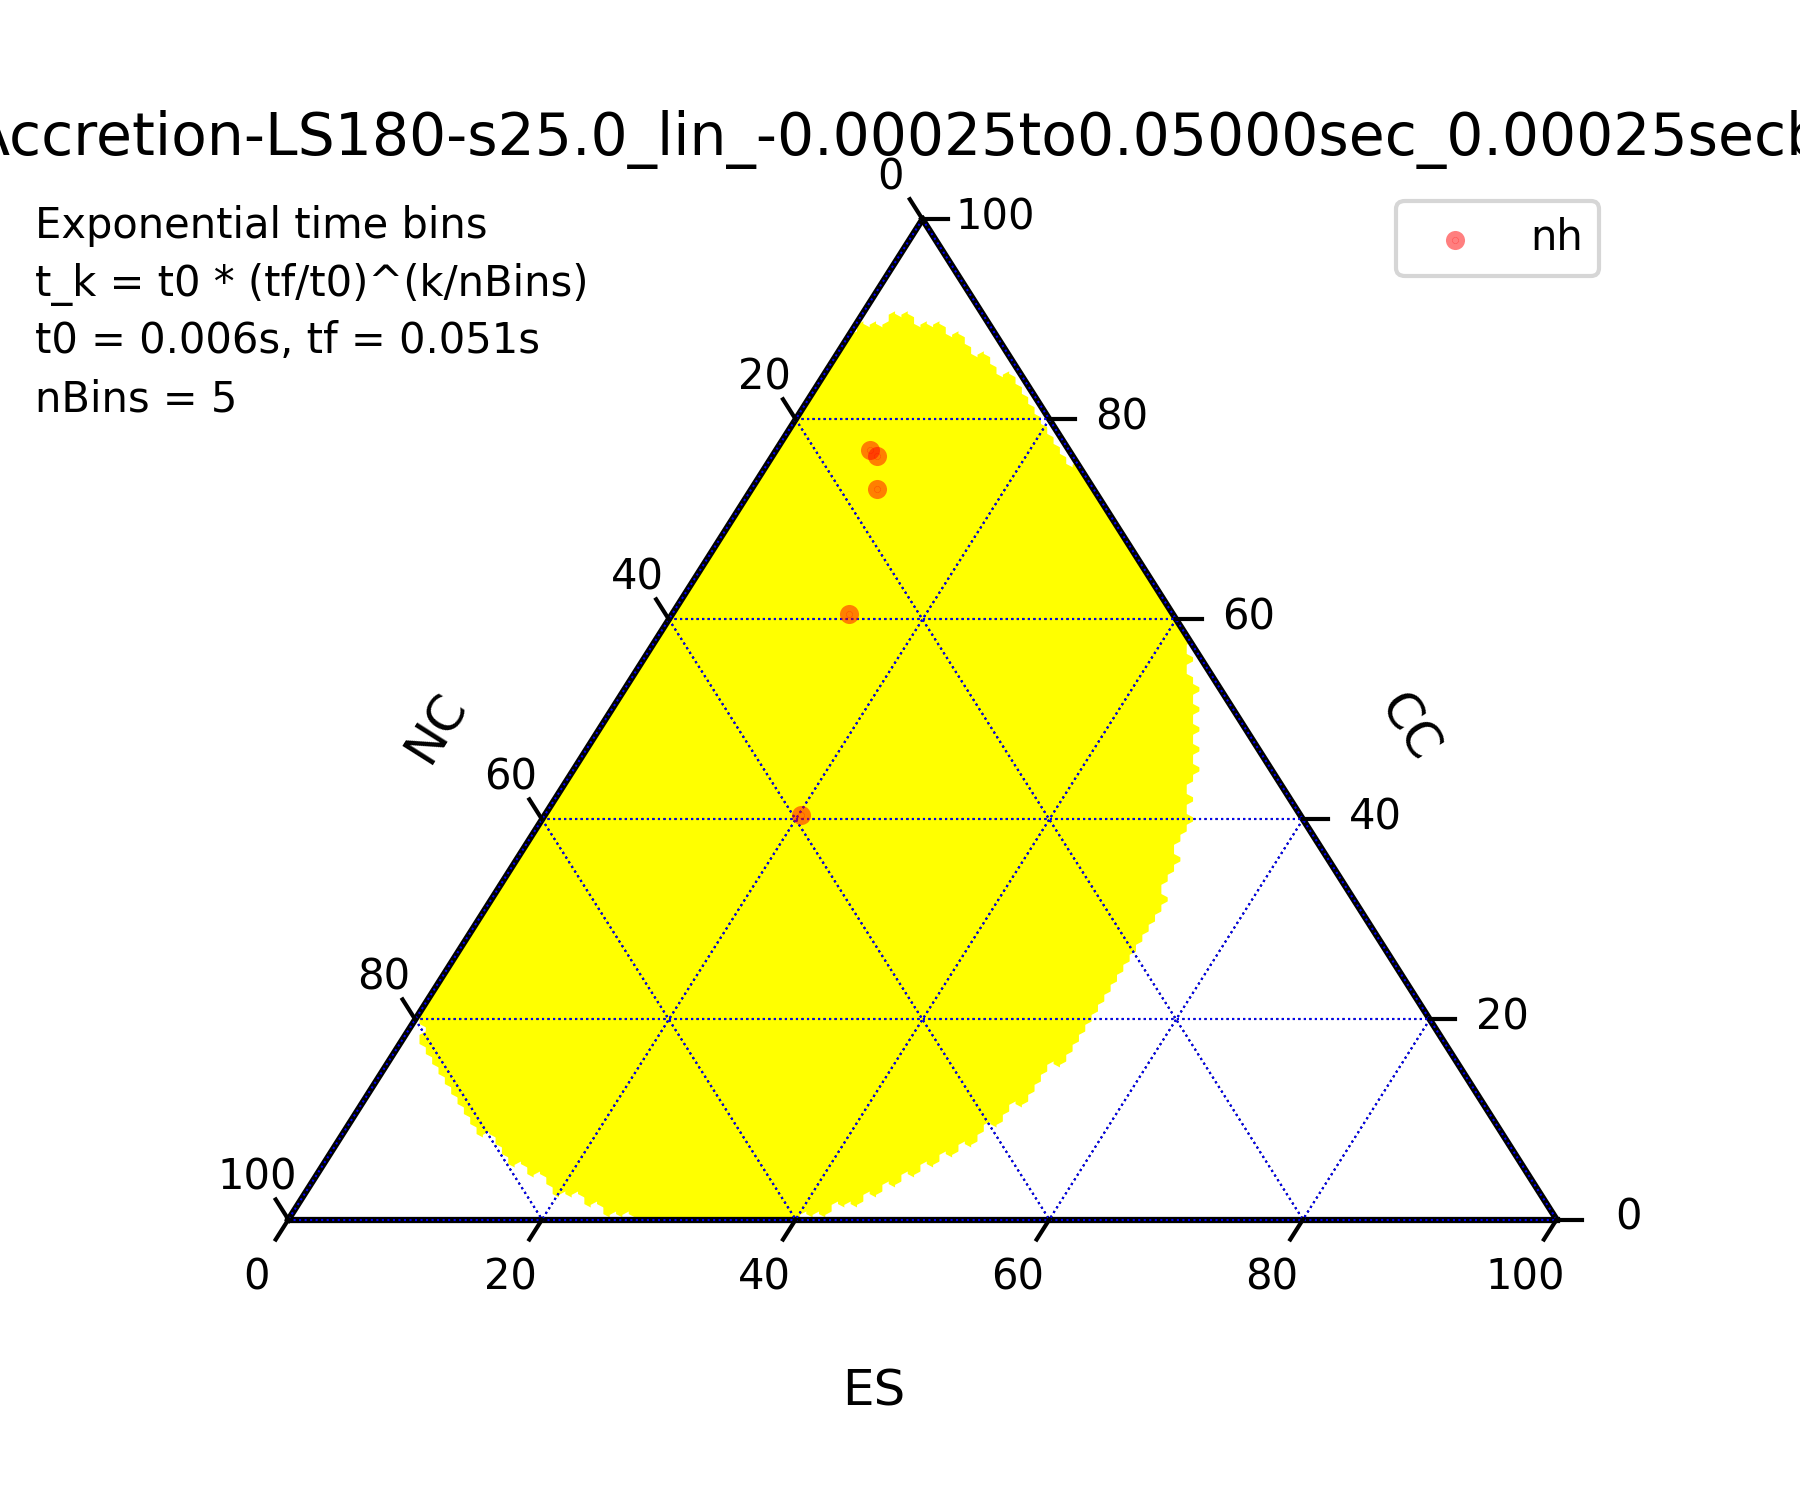 Accretion-LS180-s25.0_lin_-0.00025to0.05000sec_0.00025secb
Exponential time bins
t_k = t0 * (tf/t0)^(k/nBins)
t0 = 0.006s, tf = 0.051s
nBins = 5
nh
0
100
20
80
40
60
NC
CC
60
40
80
20
100
0
0
20
40
60
80
100
ES